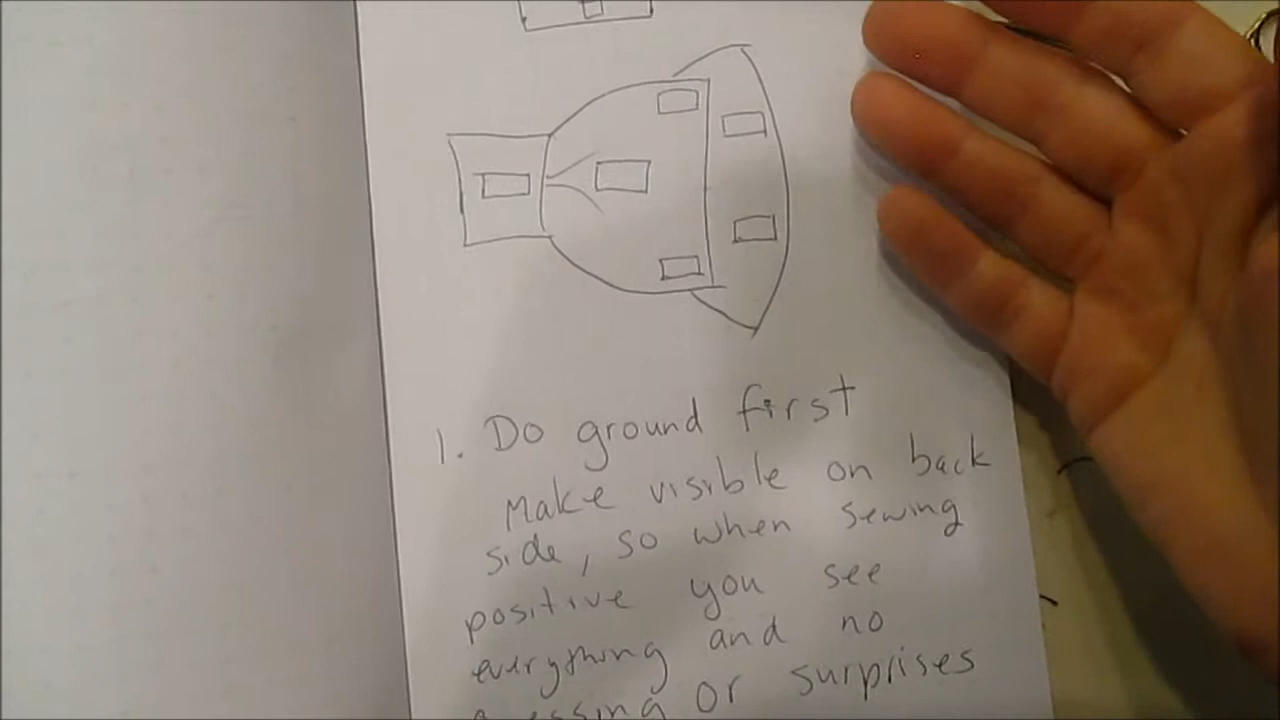 1. Do ground first
Make visible on back
side, so when sewing
positive you see
everything and no
or surprises